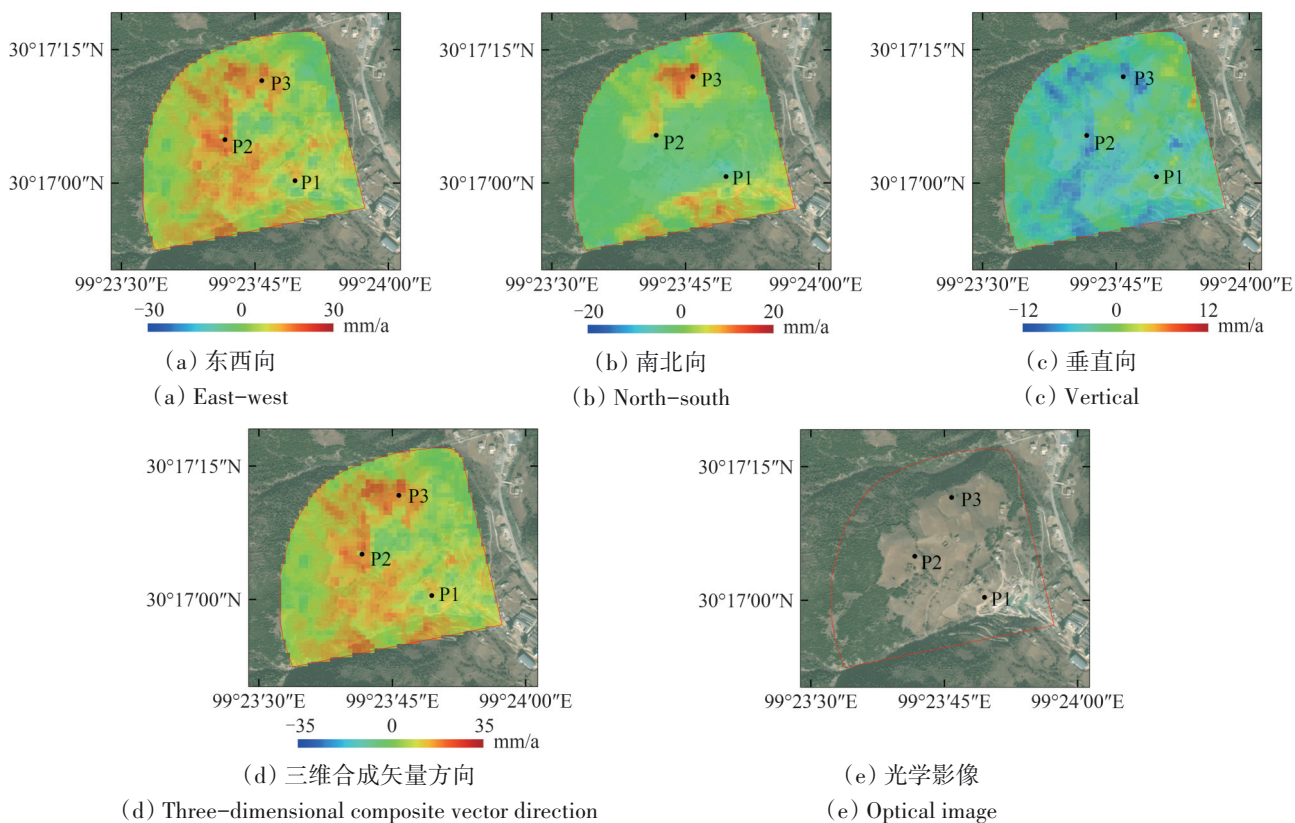 30°17′15″N
30°17′00″N
P3
P2
P1
99°23′30″E 99°23′45″E 99°24′00″E
−30 0 30
mm/a
(a) 东西向
(a) East−west
30°17′15″N
30°17′00″N
P3
P2
P1
99°23′30″E 99°23′45″E 99°24′00″E
−20 0 20
mm/a
(b) 南北向
(b) North−south
30°17′15″N
30°17′00″N
P3
P2
P1
99°23′30″E 99°23′45″E 99°24′00″E
−12 0 12
mm/a
(c) 垂直向
(c) Vertical
30°17′15″N
30°17′00″N
P3
P2
P1
99°23′30″E 99°23′45″E 99°24′00″E
−35 0 35
mm/a
(d) 三维合成矢量方向
(d) Three−dimensional composite vector direction
30°17′15″N
30°17′00″N
P3
P2
P1
99°23′30″E 99°23′45″E 99°24′00″E
(e) 光学影像
(e) Optical image